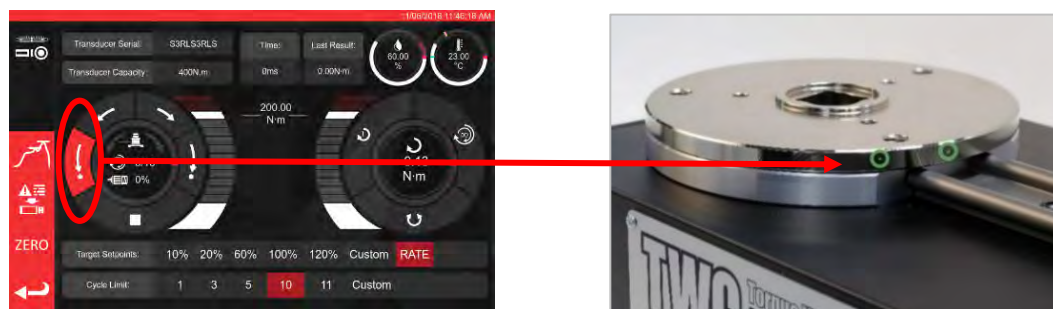 1/05/2018 11:46:18 AM
Transducer Serial: S3RLS3RLS Time: Last Result:
Transducer Capacity: 400N.m 0ms 0.00N·m
60.00
%
23.00
°C
200.00
N·m
0%
N·m
ZERO
Target Setpoints: 10% 20% 60% 100% 120% Custom RATE
Cycle Limit: 1 3 5 10 11 Custom
TWC